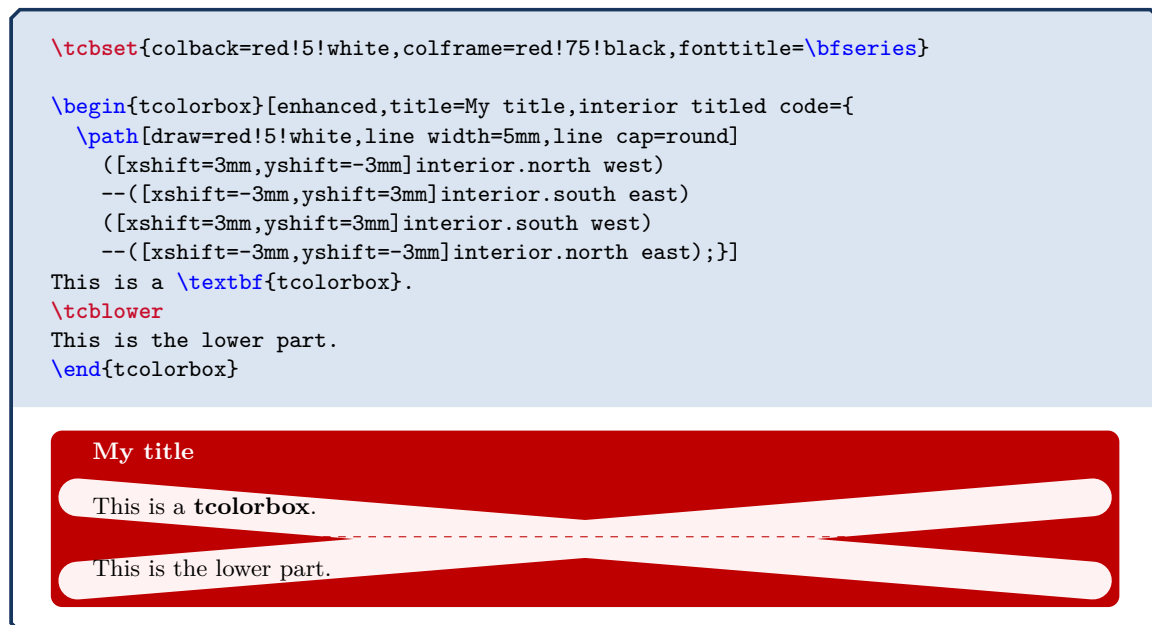 \tcbset{colback=red!5!white,colframe=red!75!black,fonttitle=\bfseries}
\begin{tcolorbox}[enhanced,title=My title,interior titled code={
\path[draw=red!5!white,line width=5mm,line cap=round]
([xshift=3mm,yshift=-3mm]interior.north west)
--([xshift=-3mm,yshift=3mm]interior.south east)
([xshift=3mm,yshift=3mm]interior.south west)
--([xshift=-3mm,yshift=-3mm]interior.north east);}]
This is a \textbf{tcolorbox}.
\tcblower
This is the lower part.
\end{tcolorbox}
My title
This is a tcolorbox.
This is the lower part.